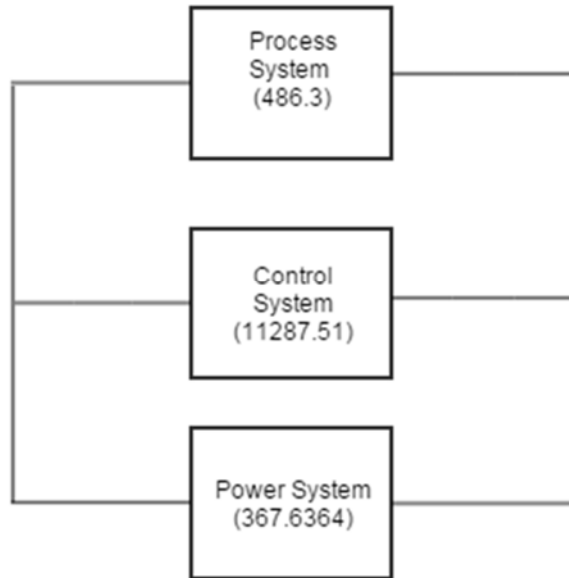 Process
System
(486.3)
Control
System
(11287.51)
Power System
(367.6364)